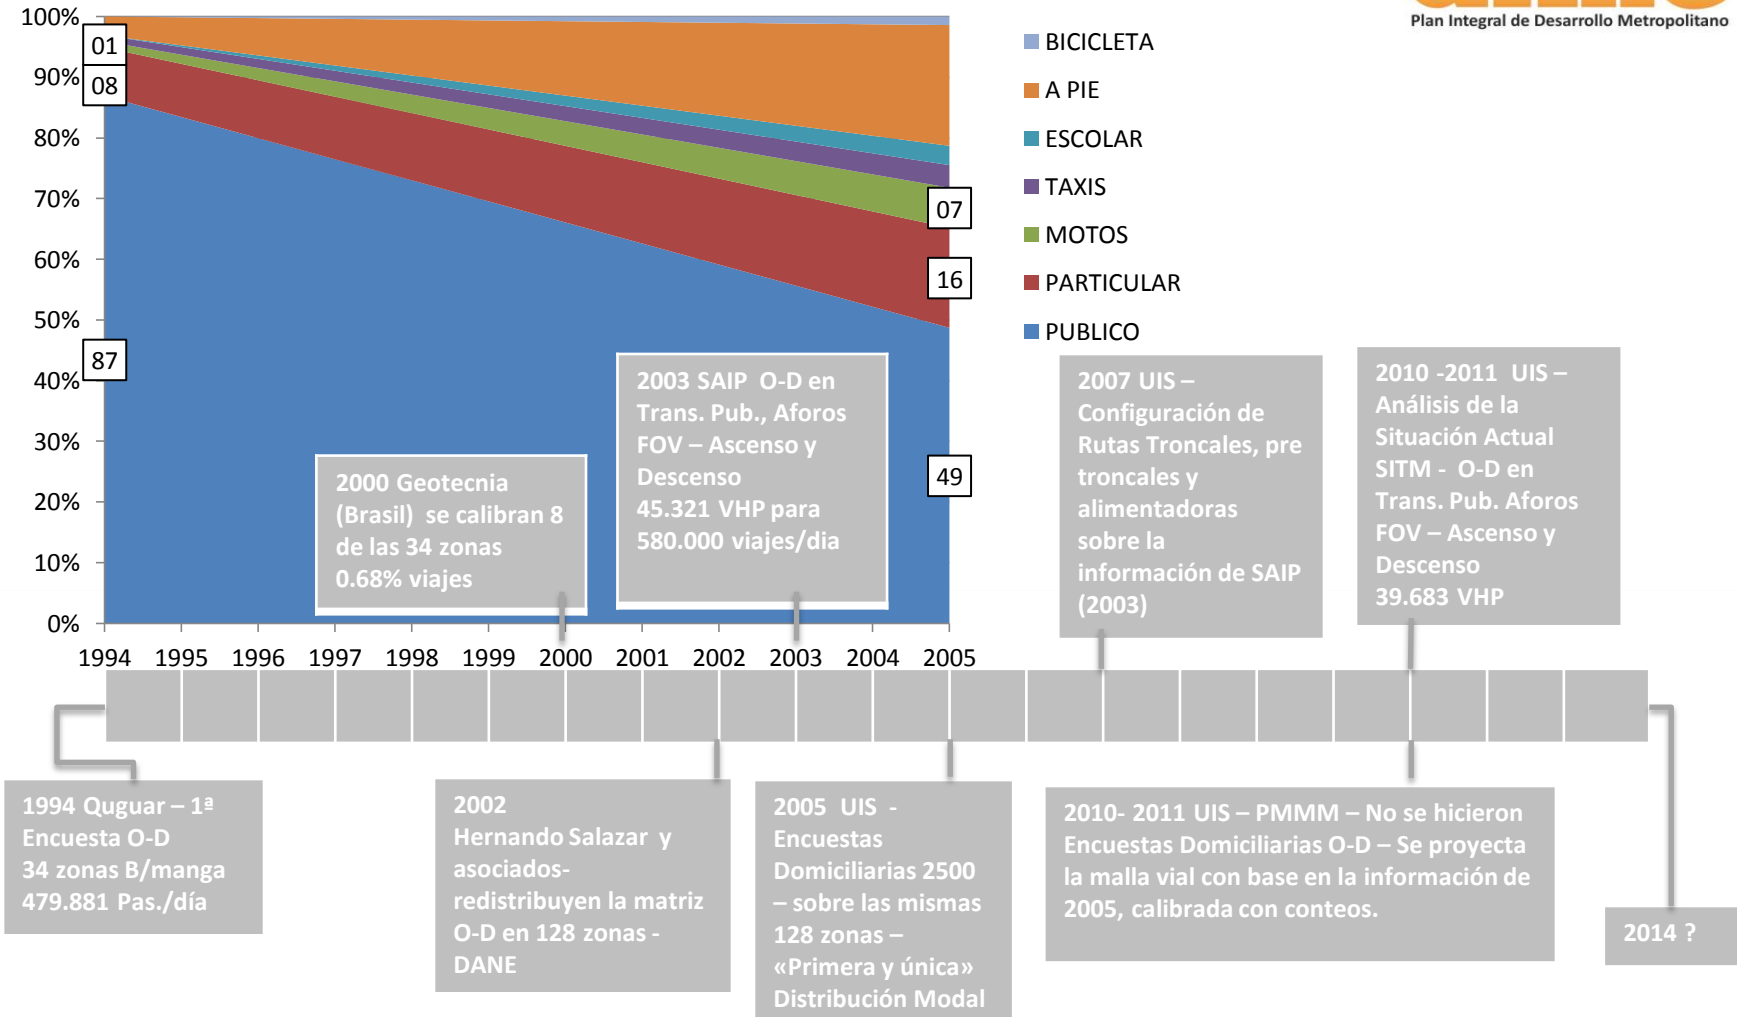 Plan Integral de Desarrollo Metropolitano
100%
90%
80%
70%
60%
50%
40%
30%
20%
10%
0%
01
08
87
07
16
49
BICICLETA
A PIE
ESCOLAR
TAXIS
MOTOS
PARTICULAR
PUBLICO
2000 Geotecnia
(Brasil) se calibran 8
de las 34 zonas
0.68% viajes
2003 SAIP O-D en
Trans. Pub., Aforos
FOV – Ascenso y
Descenso
45.321 VHP para
580.000 viajes/dia
2007 UIS –
Configuración de
Rutas Troncales, pre
troncales y
alimentadoras
sobre la
información de SAIP
(2003)
2010 -2011 UIS –
Análisis de la
Situación Actual
SITM - O-D en
Trans. Pub. Aforos
FOV – Ascenso y
Descenso
39.683 VHP
1994 1995 1996 1997 1998 1999 2000 2001 2002 2003 2004 2005
1994 Quguar – 1ª
Encuesta O-D
34 zonas B/manga
479.881 Pas./día
2002
Hernando Salazar y
asociados-
redistribuyen la matriz
O-D en 128 zonas -
DANE
2005 UIS -
Encuestas
Domiciliarias 2500
– sobre las mismas
128 zonas –
«Primera y única»
Distribución Modal
2010- 2011 UIS – PMMM – No se hicieron
Encuestas Domiciliarias O-D – Se proyecta
la malla vial con base en la información de
2005, calibrada con conteos.
2014 ?